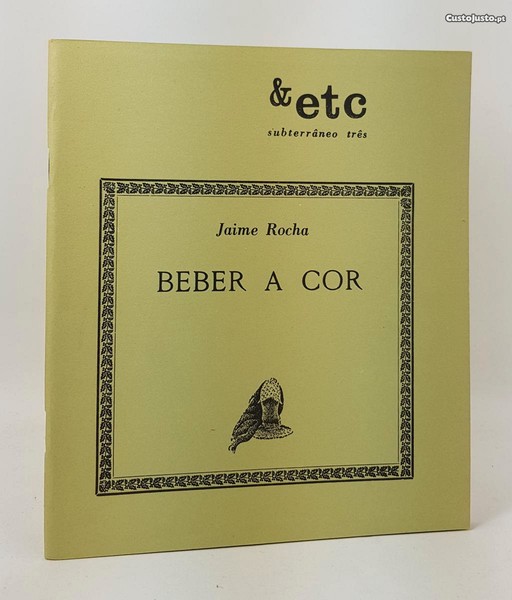 CustoJusto.pt
& etc
subterrâneo três
Jaime Rocha
BEBER A COR